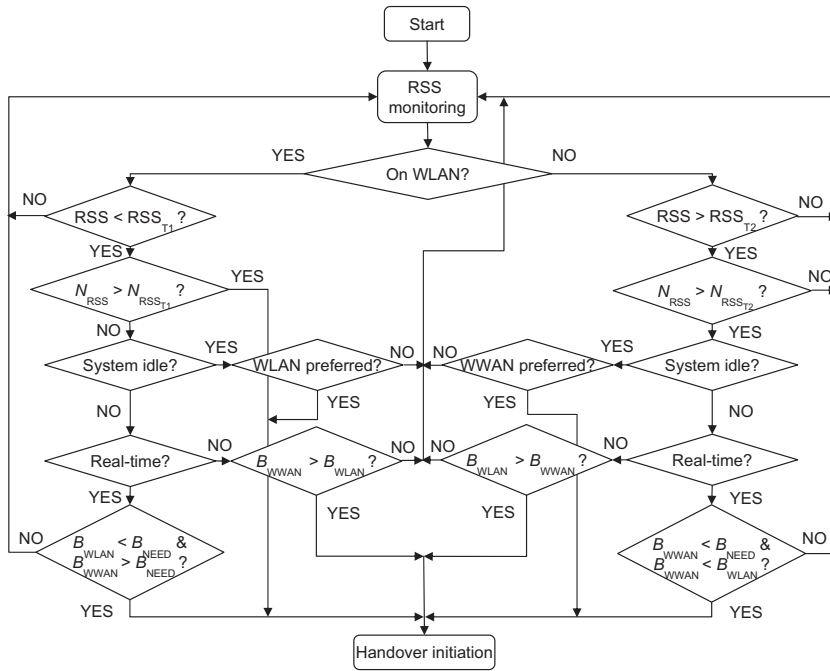 Start
RSS
monitoring
YES
On WLAN?
NO
NO
RSS < RSS_T1 ?
RSS > RSS_T2 ?
NO
YES
YES
YES
NO
N_RSS > N_RSS_T1 ?
N_RSS > N_RSS_T2 ?
NO
YES
System idle?
YES
WLAN preferred?
NO
NO
WWAN preferred?
YES
System idle?
YES
YES
NO
NO
Real-time?
NO
B_WWAN > B_WLAN ?
NO
NO
B_WLAN > B_WWAN ?
NO
Real-time?
YES
YES
YES
YES
NO
B_WLAN < B_NEED &
B_WWAN > B_NEED ?
B_WWAN < B_NEED &
B_WWAN < B_WLAN ?
NO
YES
YES
Handover initiation